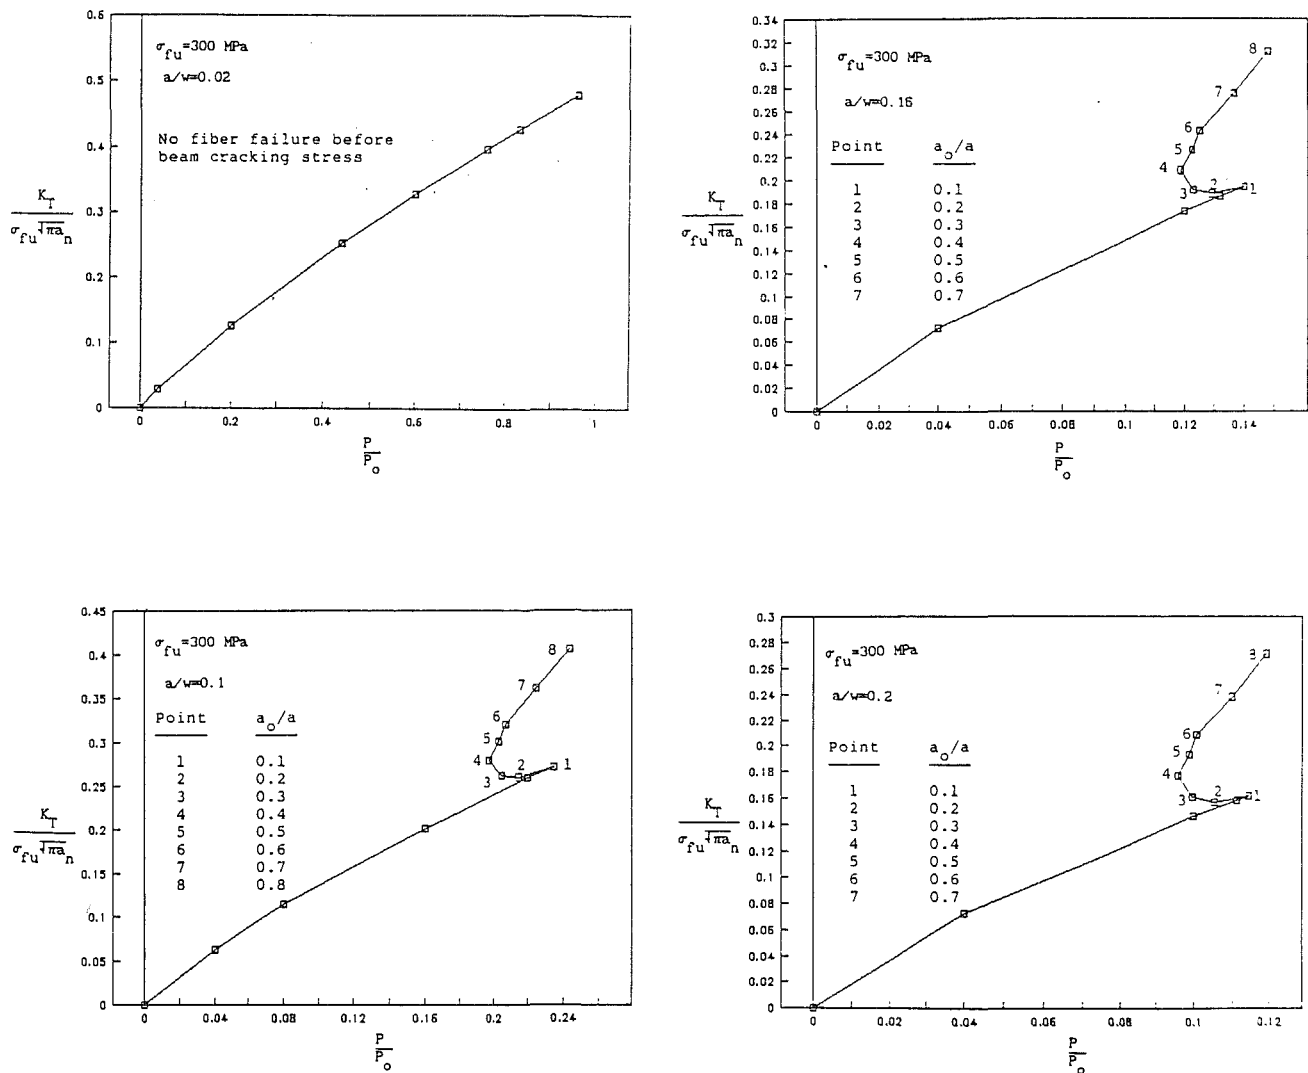 0.6
0.5
0.4
0.3
0.2
0.1
0
σfu=300 MPa
a/w=0.02
No fiber failure before
beam cracking stress
KT
σfu√πan
0 0.2 0.4 0.6 0.8 1
P
Po
0.34
0.32
0.3
0.28
0.26
0.24
0.22
0.2
0.18
0.16
0.14
0.12
0.1
0.08
0.06
0.04
0.02
0
σfu=300 MPa
a/w=0.16
Point ao/a
1 0.1
2 0.2
3 0.3
4 0.4
5 0.5
6 0.6
7 0.7
8
7
6
5
4
3 2 1
KT
σfu√πan
0 0.02 0.04 0.06 0.08 0.1 0.12 0.14
P
Po
0.45
0.4
0.35
0.3
0.25
0.2
0.15
0.1
0.05
0
σfu=300 MPa
a/w=0.1
Point ao/a
1 0.1
2 0.2
3 0.3
4 0.4
5 0.5
6 0.6
7 0.7
8 0.8
8
7
6
5
4
3 2 1
KT
σfu√πan
0 0.04 0.08 0.12 0.16 0.2 0.24
P
Po
0.3
0.28
0.26
0.24
0.22
0.2
0.18
0.16
0.14
0.12
0.1
0.08
0.06
0.04
0.02
0
σfu=300 MPa
a/w=0.2
Point ao/a
1 0.1
2 0.2
3 0.3
4 0.4
5 0.5
6 0.6
7 0.7
8
7
6
5
4
3 2 1
KT
σfu√πan
0 0.02 0.04 0.06 0.08 0.1 0.12
P
Po